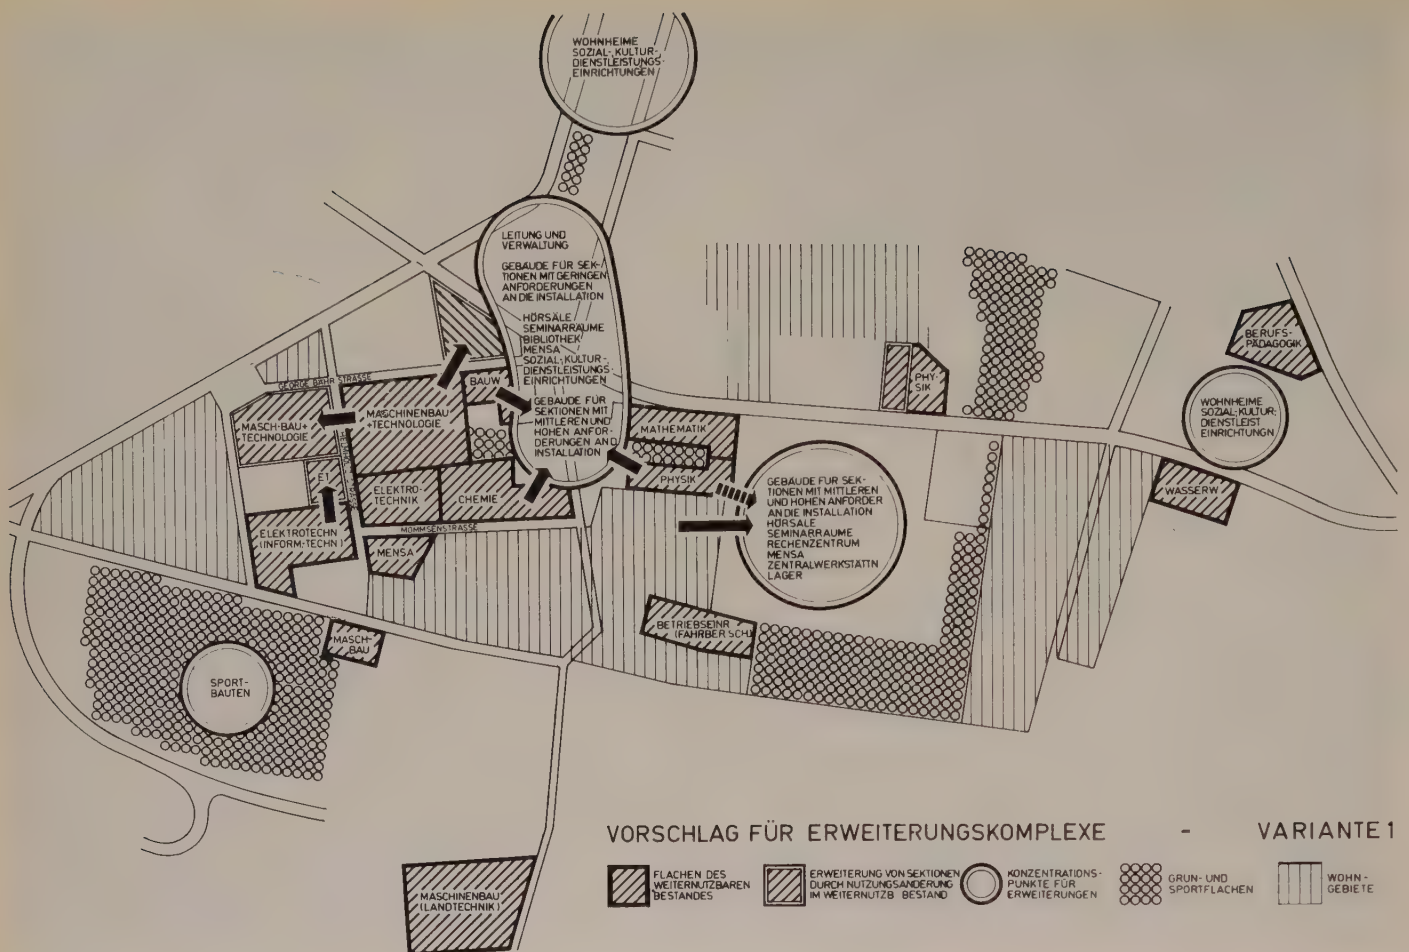 WOHNHEIME
SOZIAL-, KULTUR-,
DIENSTLEISTUNGS-
EINRICHTUNGEN
LEITUNG UND
VERWALTUNG
GEBÄUDE FÜR SEK-
TIONEN MIT GERINGEN
ANFORDERUNGEN
AN DIE INSTALLATION
HÖRSÄLE
SEMINARRÄUME
BIBLIOTHEK
MENSA
SOZIAL-, KULTUR-
DIENSTLEISTUNGS
EINRICHTUNGEN
GEBÄUDE FÜR
SEKTIONEN MIT
MITTLEREN UND
HOHEN ANFOR-
DERUNGEN AN D
INSTALLATION
GEORGE BÄHR STRASSE
BAUW
MASCH-BAU+
TECHNOLOGIE
MASCHINENBAU
+TECHNOLOGIE
ET
ELEKTRO-
TECHNIK
CHEMIE
MOMMSENSTRASSE
ELEKTROTECHN
(INFORM.-TECHN)
MENSA
MATHEMATIK
PHYSIK
PHY-
SIK
BERUFS-
PÄDAGOGIK
WOHNHEIME
SOZIAL-, KULTUR-,
DIENSTLEIST
EINRICHTUNGN
WASSERW.
GEBÄUDE FÜR SEK-
TIONEN MIT MITTLEREN
UND HOHEN ANFORDER
AN DIE INSTALLATION
HÖRSÄLE
SEMINARRÄUME
RECHENZENTRUM
MENSA
ZENTRALWERKSTÄTTN
LAGER
BETRIEBSEINR
(FAHRBER SCH)
MASCH-
BAU
SPORT-
BAUTEN
MASCHINENBAU
(LANDTECHNIK)
VORSCHLAG FÜR ERWEITERUNGSKOMPLEXE - VARIANTE 1
FLÄCHEN DES
WEITERNUTZBAREN
BESTANDES
ERWEITERUNG VON SEKTIONEN
DURCH NUTZUNGSÄNDERUNG
IM WEITERNUTZB BESTAND
KONZENTRATIONS-
PUNKTE FÜR
ERWEITERUNGEN
GRÜN- UND
SPORTFLÄCHEN
WOHN-
GEBIETE